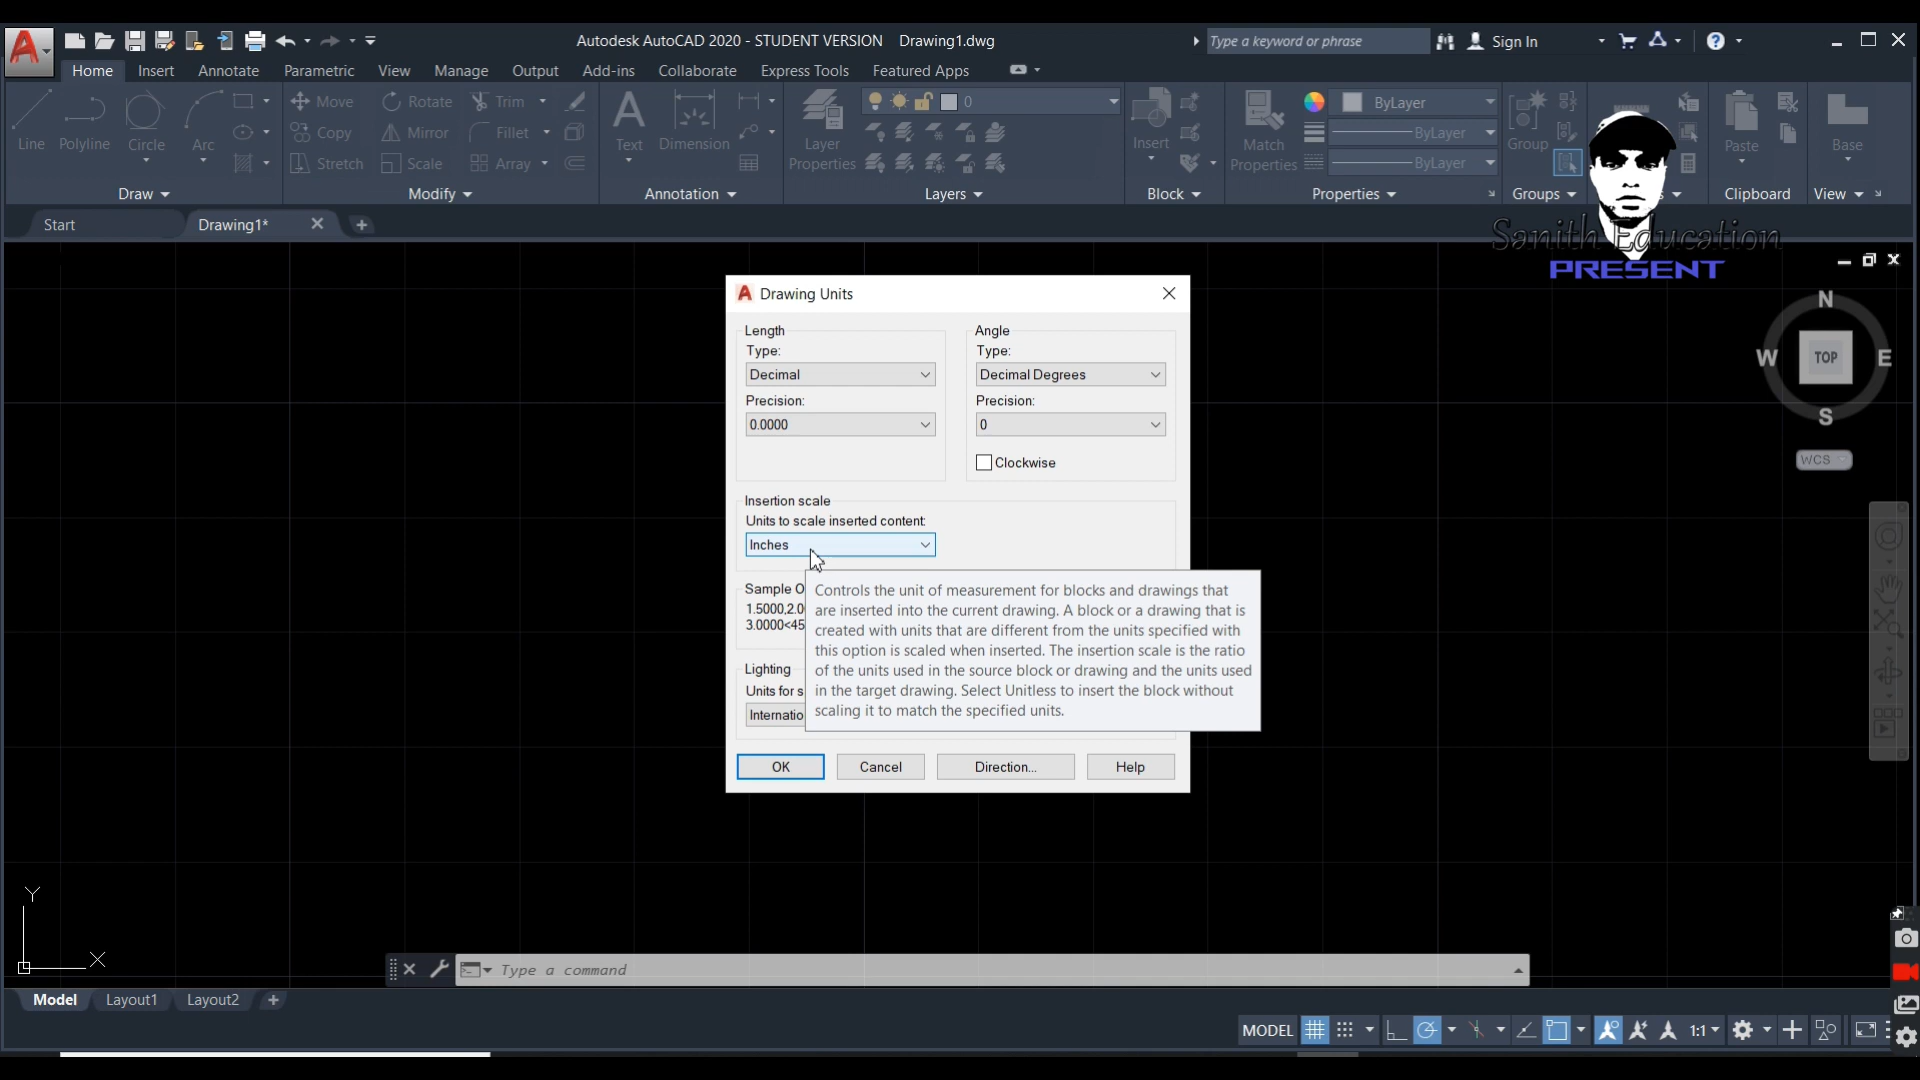 Autodesk AutoCAD 2020 - STUDENT VERSION Drawing1.dwg
Type a keyword or phrase
Sign In
Home Insert Annotate Parametric View Manage Output Add-ins Collaborate Express Tools Featured Apps
Line Polyline Circle Arc
Move Rotate Trim
Copy Mirror Fillet
Stretch Scale Array
Text Dimension
Layer
Properties
0
Insert
Match
Properties
ByLayer
ByLayer
ByLayer
Group
Paste
Base
Draw Modify Annotation Layers Block Properties Groups Clipboard View
Start Drawing1*
Sanith Education
PRESENT
Drawing Units
Length
Type:
Decimal
Precision:
0.0000
Angle
Type:
Decimal Degrees
Precision:
0
Clockwise
Insertion scale
Units to scale inserted content:
Inches
Sample O
1.5000,2.0
3.0000<45
Lighting
Units for s
Internatio
Controls the unit of measurement for blocks and drawings that
are inserted into the current drawing. A block or a drawing that is
created with units that are different from the units specified with
this option is scaled when inserted. The insertion scale is the ratio
of the units used in the source block or drawing and the units used
in the target drawing. Select Unitless to insert the block without
scaling it to match the specified units.
OK Cancel Direction... Help
N
W TOP E
S
WCS
Y
X
Type a command
Model Layout1 Layout2
MODEL 1:1